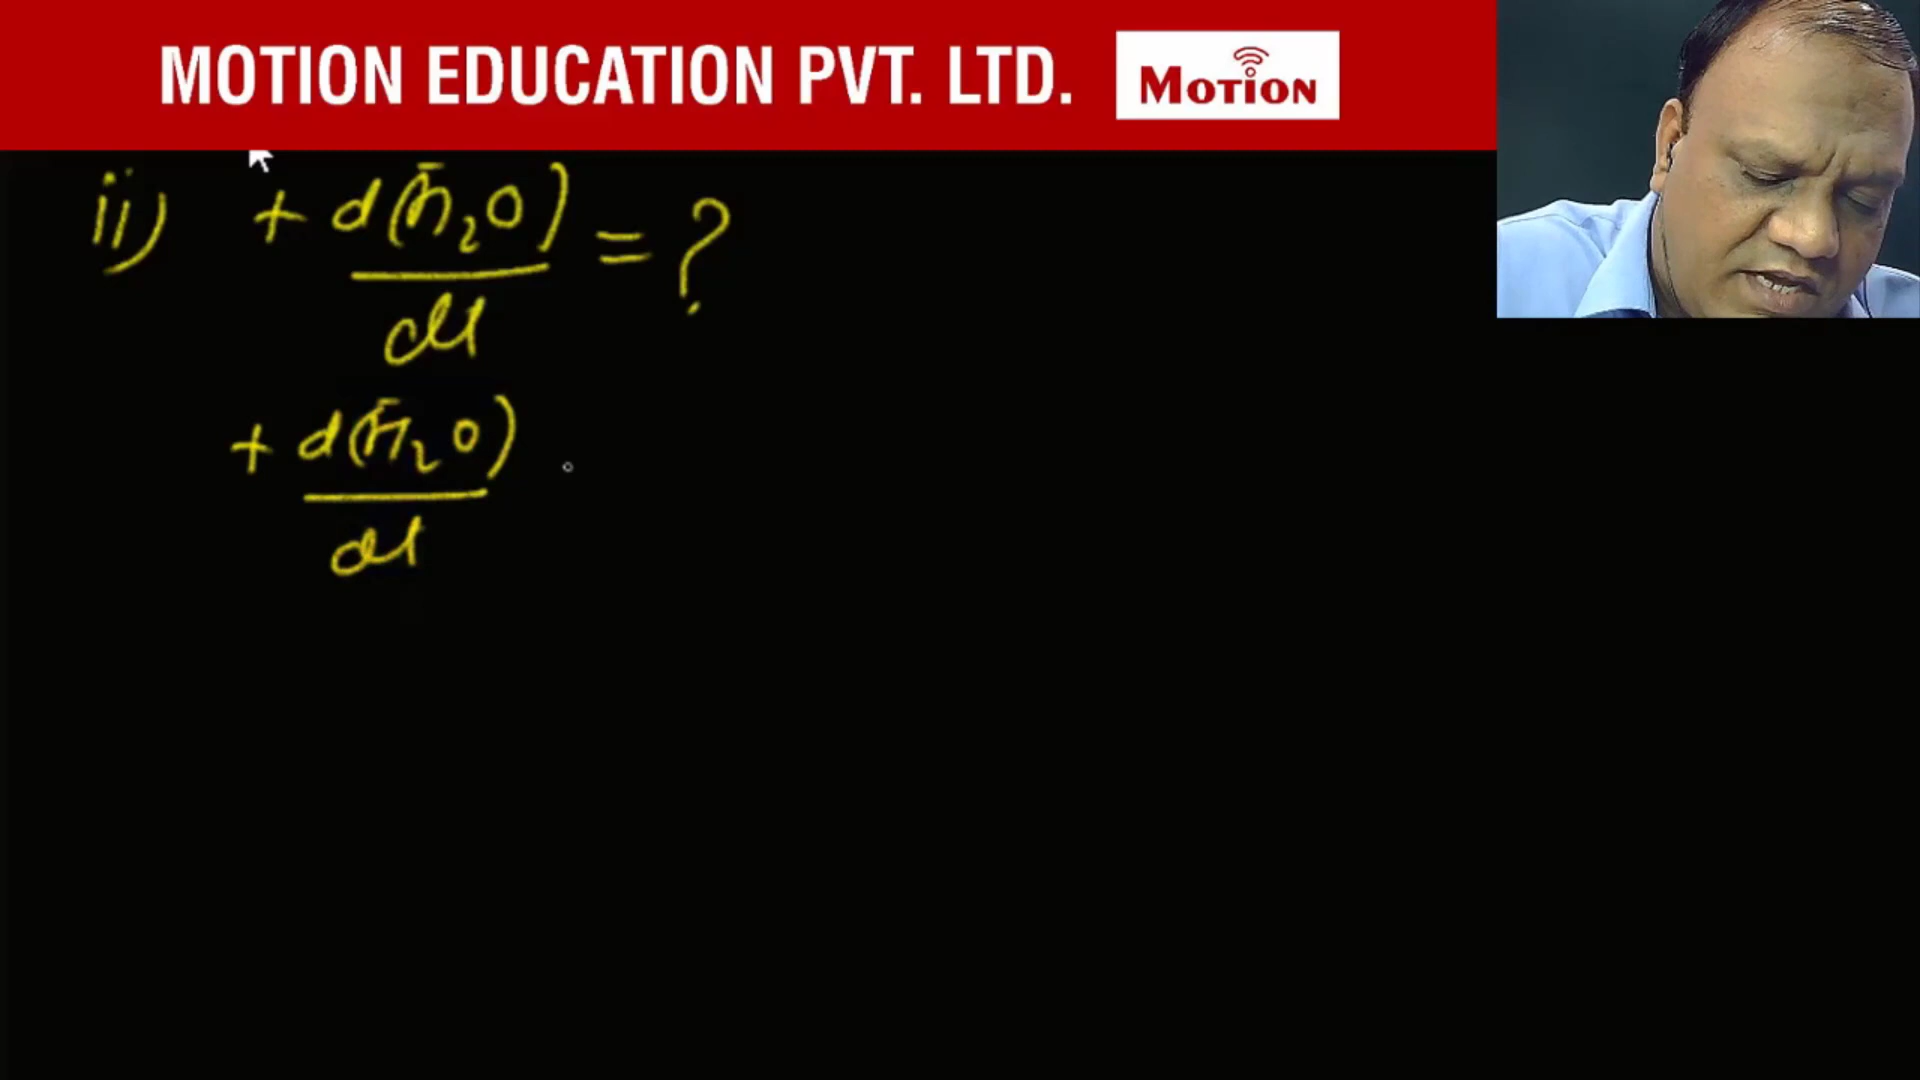 MOTION EDUCATION PVT. LTD.
MOTION
ii) + d(H₂O)/dt = ?
+ d(H₂O)/dt